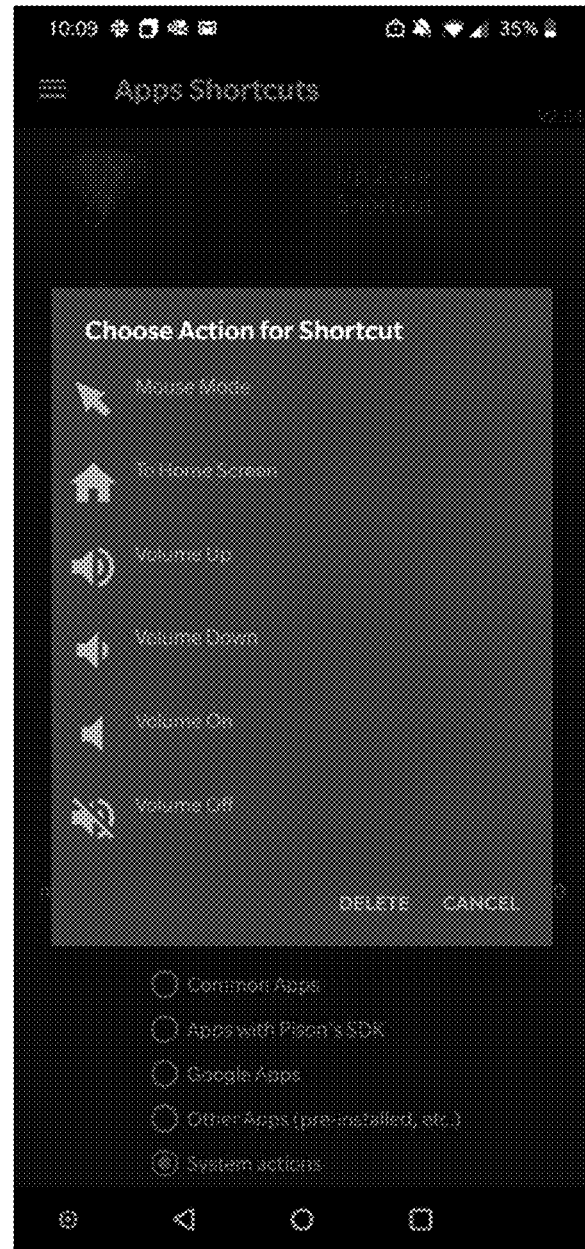 10:09 35%
Apps Shortcuts
Choose Action for Shortcut
Mouse Mode
To Home Screen
Volume Up
Volume Down
Volume On
Volume Off
DELETE CANCEL
Common Apps
Apps with Pison's SDK
Google Apps
Other Apps (pre-installed, etc.)
System actions